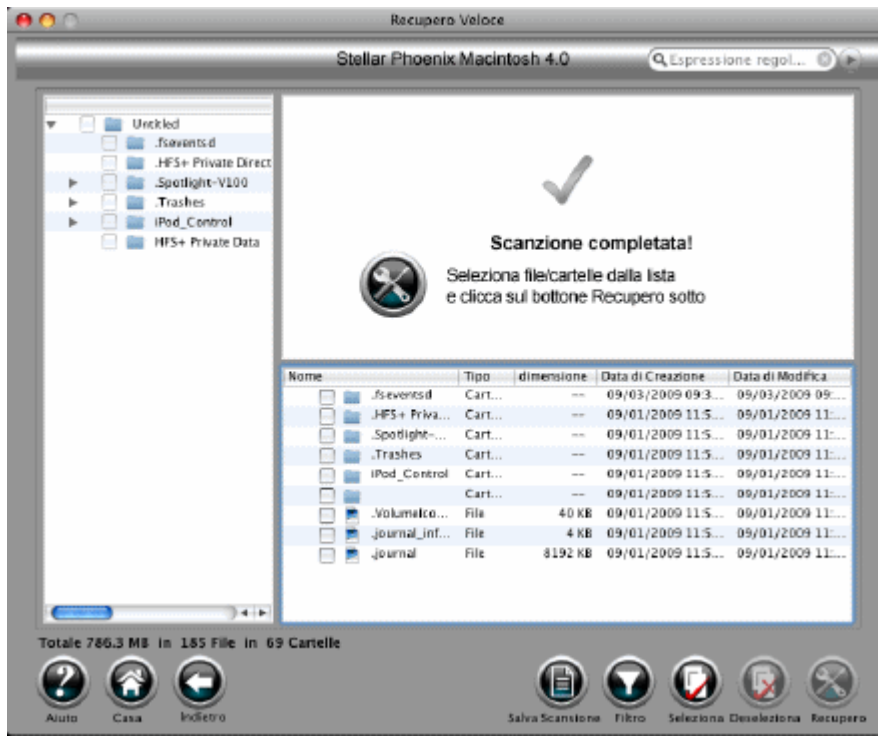 Recupero Veloce
Stellar Phoenix Macintosh 4.0
Espressione regol...
Untitled
.fseventsd
.HFS+ Private Direct
.Spotlight-V100
.Trashes
iPod_Control
HFS+ Private Data
Scanzione completata!
Seleziona file/cartelle dalla lista
e clicca sul bottone Recupero sotto
Nome Tipo dimensione Data di Creazione Data di Modifica
.fseventsd Cart... -- 09/03/2009 09:3... 09/03/2009 09:...
.HFS+ Priva... Cart... -- 09/01/2009 11:5... 09/01/2009 11:...
.Spotlight-... Cart... -- 09/01/2009 11:5... 09/01/2009 11:...
.Trashes Cart... -- 09/01/2009 11:5... 09/01/2009 11:...
iPod_Control Cart... -- 09/01/2009 11:5... 09/01/2009 11:...
Cart... -- 09/01/2009 11:5... 09/01/2009 11:...
.VolumeIco... File 40 KB 09/01/2009 11:5... 09/01/2009 11:...
.journal_inf... File 4 KB 09/01/2009 11:5... 09/01/2009 11:...
.journal File 8192 KB 09/01/2009 11:5... 09/01/2009 11:...
Totale 786.3 MB in 185 File in 69 Cartelle
Aiuto Casa Indietro Salva Scansione Filtro Seleziona Deseleziona Recupero